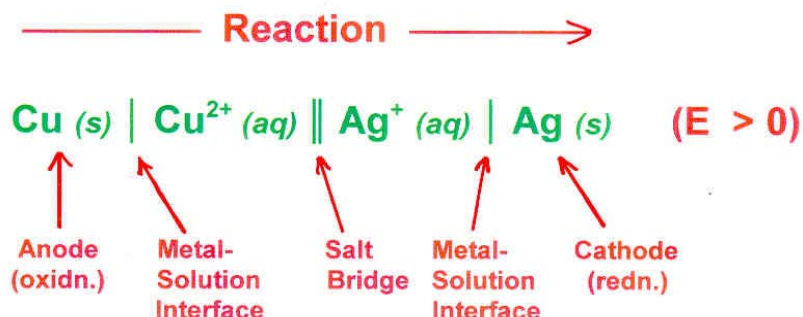 Reaction
Cu (s) | Cu²⁺ (aq) || Ag⁺ (aq) | Ag (s) (E > 0)
Anode
(oxidn.)
Metal-
Solution
Interface
Salt
Bridge
Metal-
Solution
Interface
Cathode
(redn.)